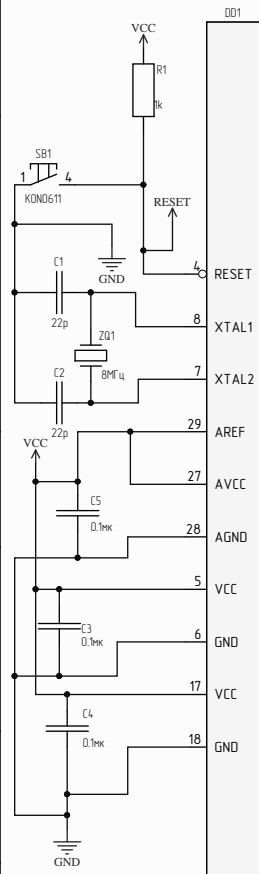 DD1
VCC
R1
1k
SB1
1 4
KON0611
RESET
GND
4 RESET
C1
22p
8 XTAL1
ZQ1
8МГц
7 XTAL2
C2
22p
29 AREF
VCC
27 AVCC
C5
0.1мк
28 AGND
5 VCC
C3
0.1мк
6 GND
17 VCC
C4
0.1мк
18 GND
GND